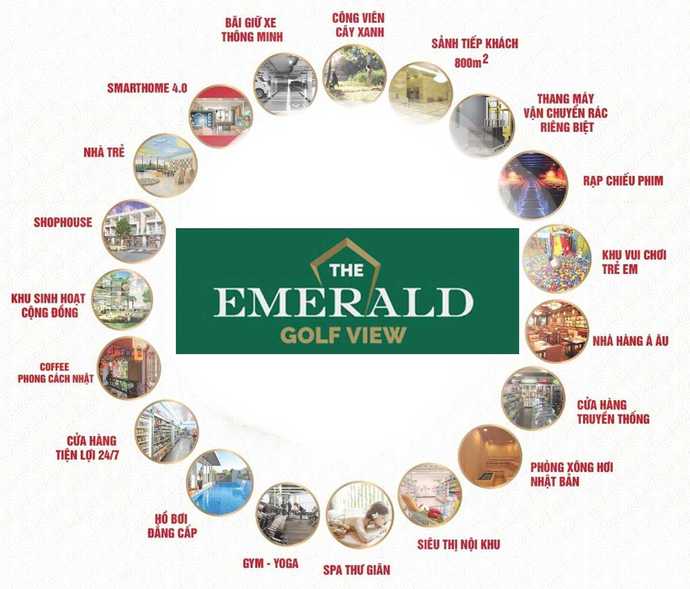 CÔNG VIÊN
CÂY XANH
SẢNH TIẾP KHÁCH
800m²
THANG MÁY
VẬN CHUYỂN RÁC
RIÊNG BIỆT
RẠP CHIẾU PHIM
KHU VUI CHƠI
TRẺ EM
NHÀ HÀNG Á ÂU
CỬA HÀNG
TRUYỀN THỐNG
PHÒNG XÔNG HƠI
NHẬT BẢN
SIÊU THỊ NỘI KHU
SPA THƯ GIÃN
GYM - YOGA
HỒ BƠI
ĐẲNG CẤP
CỬA HÀNG
TIỆN LỢI 24/7
COFFEE
PHONG CÁCH NHẬT
KHU SINH HOẠT
CỘNG ĐỒNG
SHOPHOUSE
NHÀ TRẺ
SMARTHOME 4.0
BÃI GIỮ XE
THÔNG MINH
THE
EMERALD
GOLF VIEW